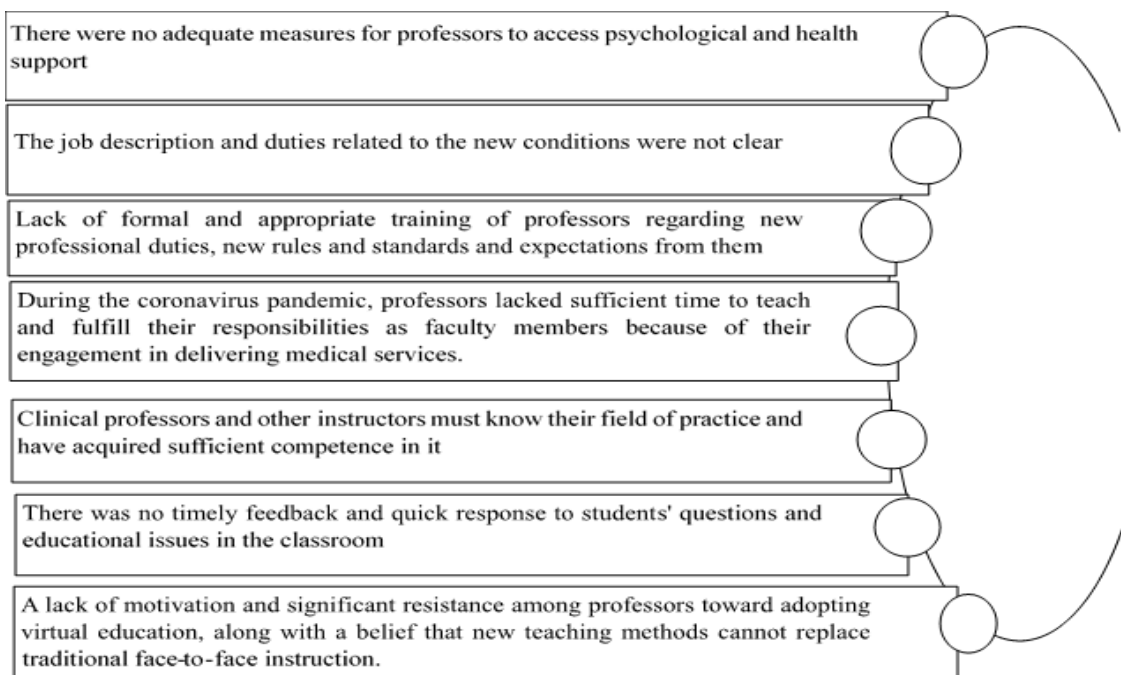 There were no adequate measures for professors to access psychological and health
support
The job description and duties related to the new conditions were not clear
Lack of formal and appropriate training of professors regarding new
professional duties, new rules and standards and expectations from them
During the coronavirus pandemic, professors lacked sufficient time to teach
and fulfill their responsibilities as faculty members because of their
engagement in delivering medical services.
Clinical professors and other instructors must know their field of practice and
have acquired sufficient competence in it
There was no timely feedback and quick response to students' questions and
educational issues in the classroom
A lack of motivation and significant resistance among professors toward adopting
virtual education, along with a belief that new teaching methods cannot replace
traditional face-to-face instruction.